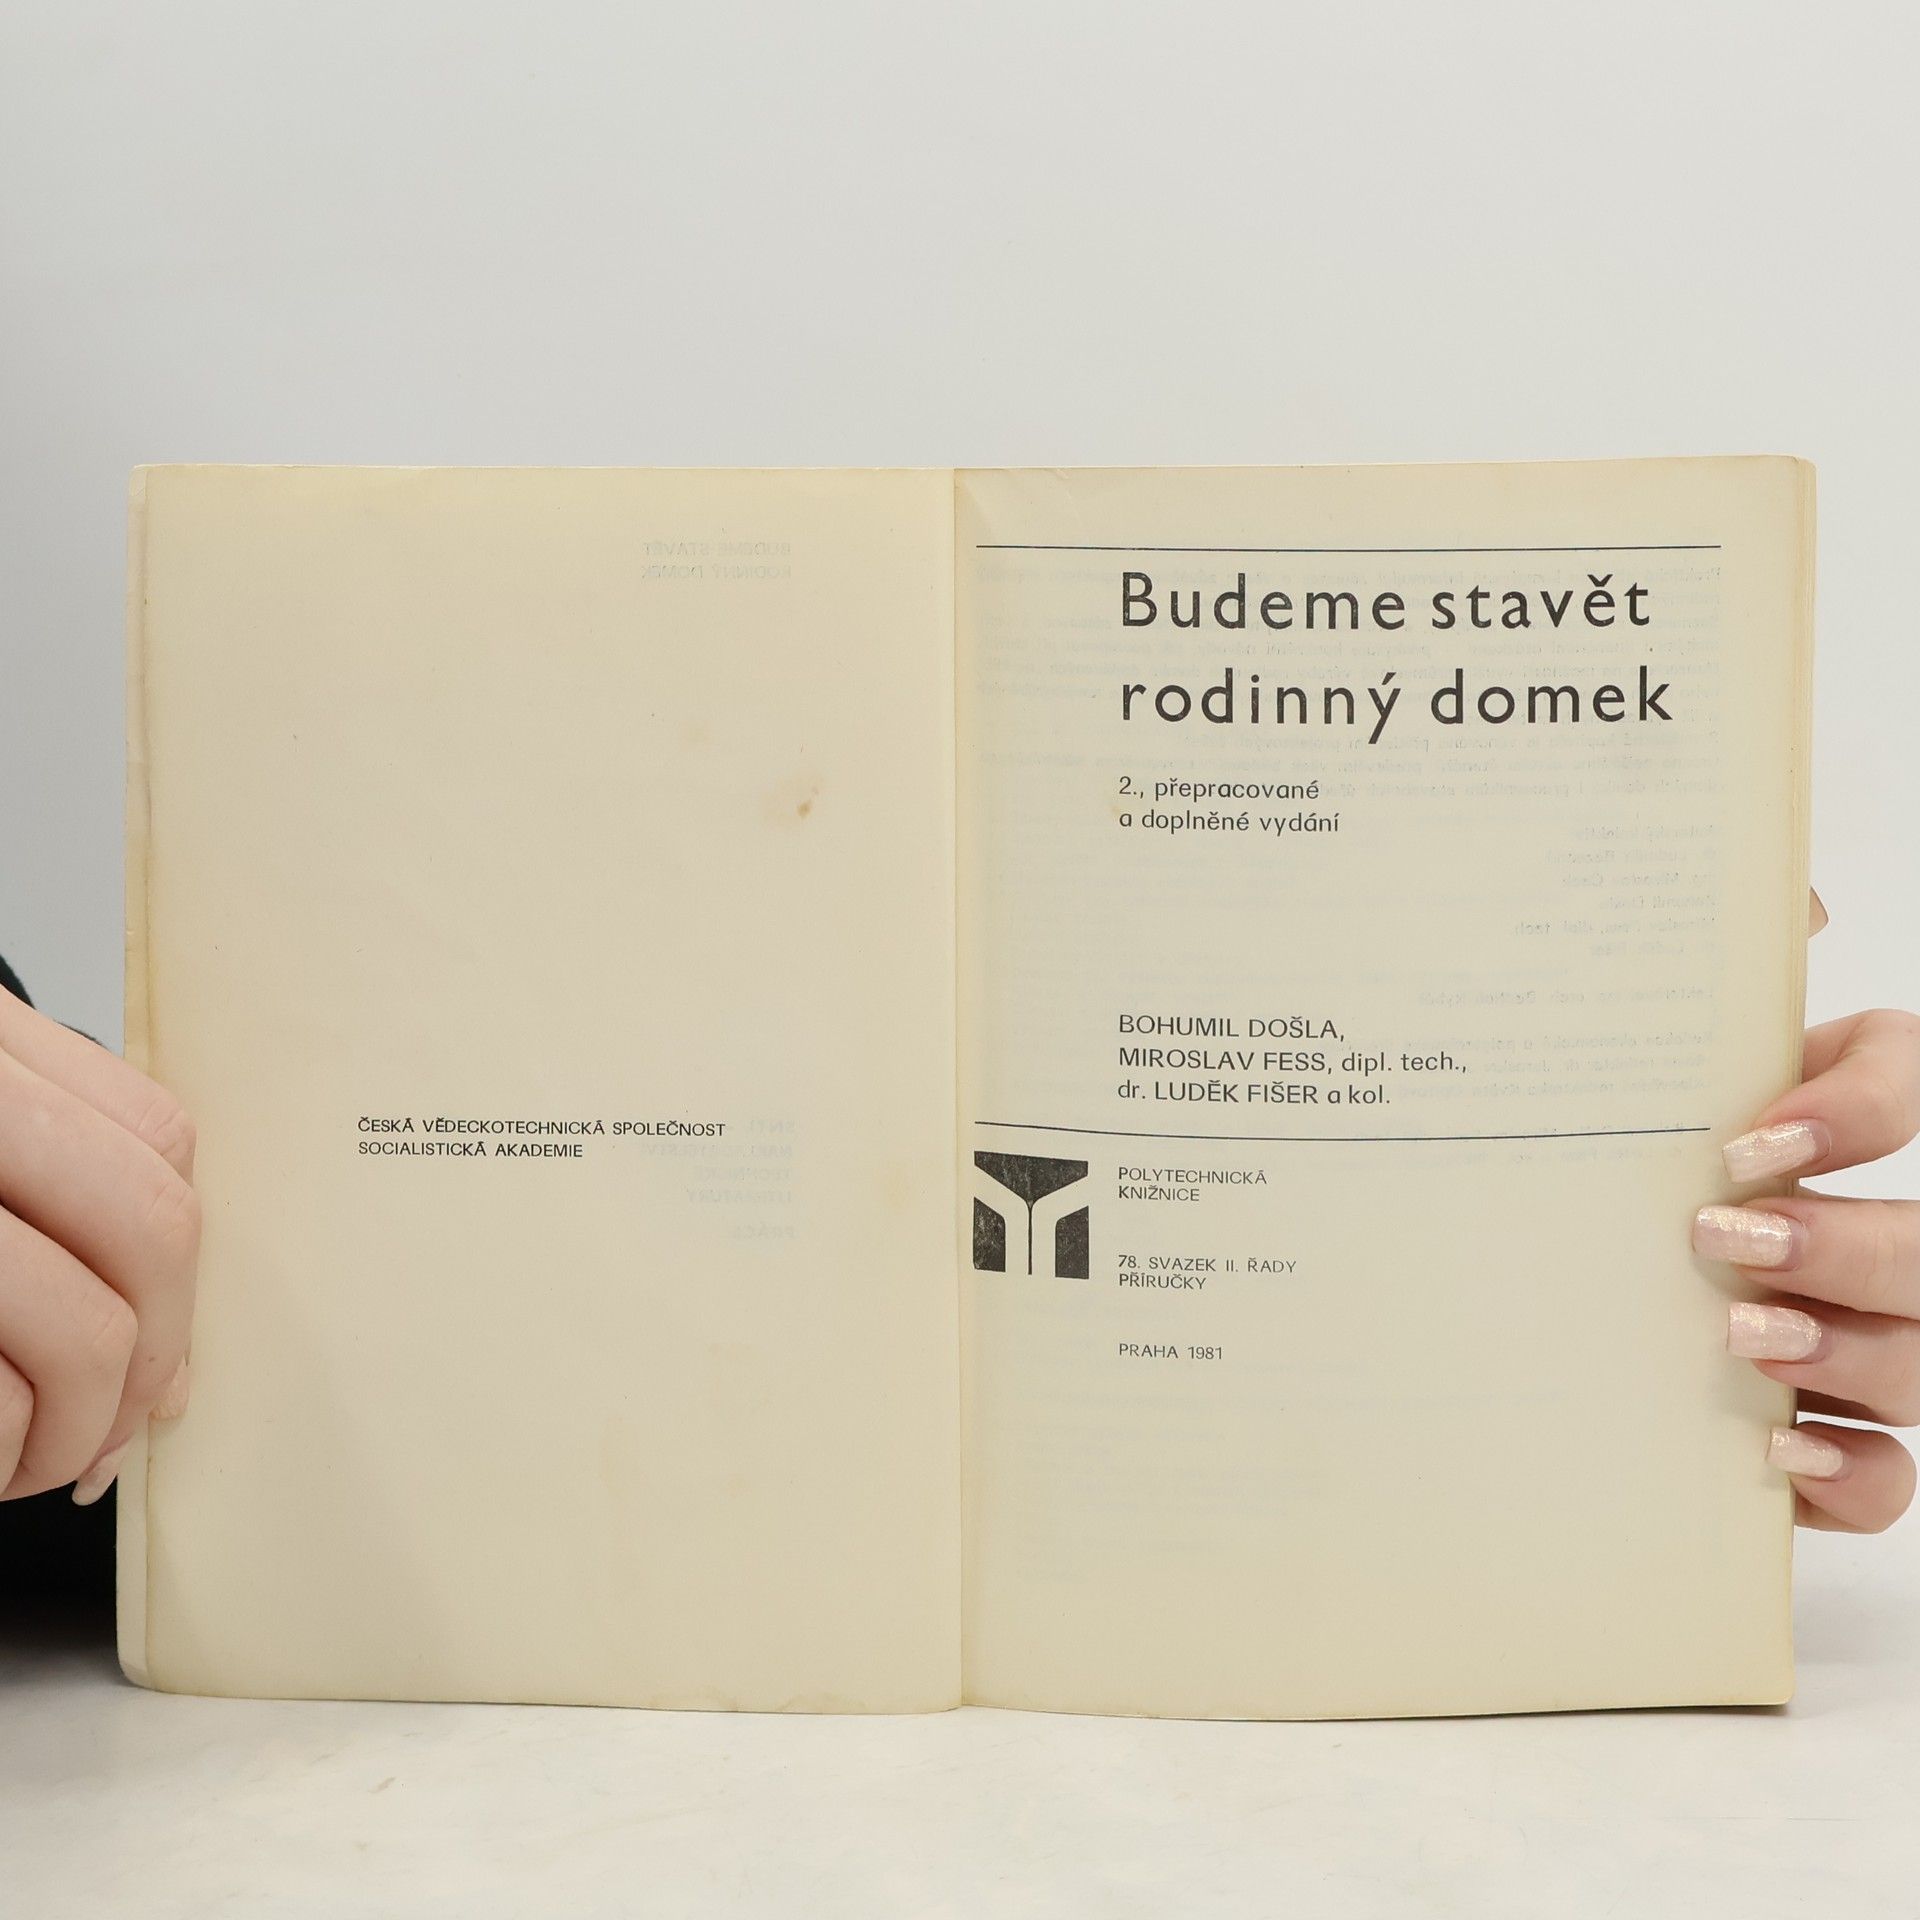 ČESKÁ VĚDECKOTECHNICKÁ SPOLEČNOST
SOCIALISTICKÁ AKADEMIE
Budeme stavět
rodinný domek
2., přepracované
a doplněné vydání
BOHUMIL DOŠLA,
MIROSLAV FESS, dipl. tech.,
dr. LUDĚK FIŠER a kol.
POLYTECHNICKÁ
KNIŽNICE
78. SVAZEK II. ŘADY
PŘÍRUČKY
PRAHA 1981